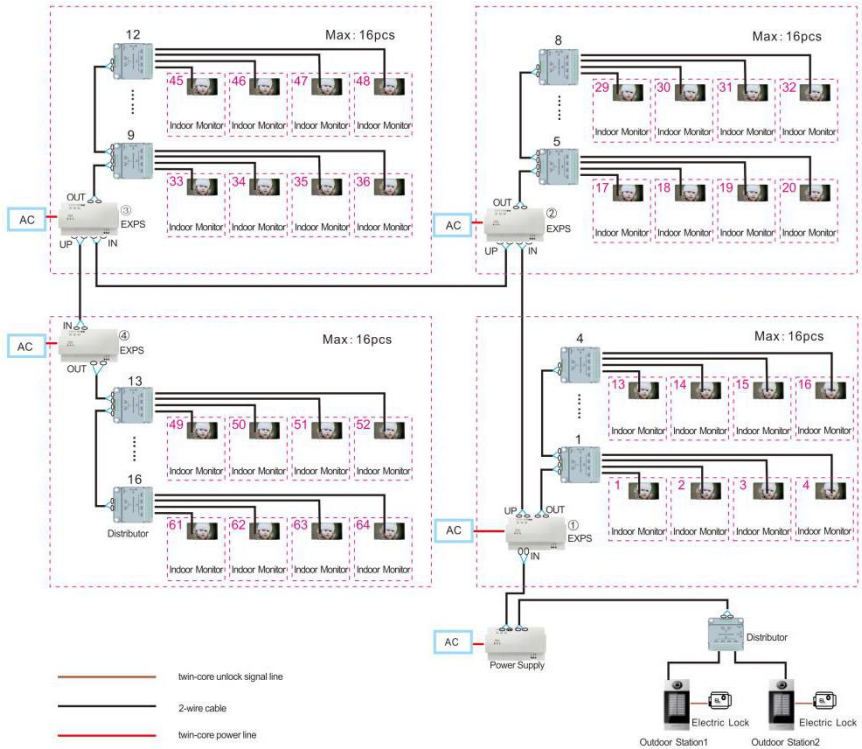 12
Max: 16pcs
45 46 47 48
Indoor Monitor Indoor Monitor Indoor Monitor Indoor Monitor
9
33 34 35 36
Indoor Monitor Indoor Monitor Indoor Monitor Indoor Monitor
OUT
AC
③
EXPS
UP IN
8
Max: 16pcs
29 30 31 32
Indoor Monitor Indoor Monitor Indoor Monitor Indoor Monitor
5
17 18 19 20
Indoor Monitor Indoor Monitor Indoor Monitor Indoor Monitor
OUT
AC
②
EXPS
UP IN
IN
AC
④
EXPS
OUT
Max: 16pcs
13
49 50 51 52
Indoor Monitor Indoor Monitor Indoor Monitor Indoor Monitor
16
Distributor
61 62 63 64
Indoor Monitor Indoor Monitor Indoor Monitor Indoor Monitor
4
Max: 16pcs
13 14 15 16
Indoor Monitor Indoor Monitor Indoor Monitor Indoor Monitor
1
1 2 3 4
Indoor Monitor Indoor Monitor Indoor Monitor Indoor Monitor
UP OUT
AC
①
EXPS
IN
AC
Power Supply
Distributor
Electric Lock Electric Lock
Outdoor Station1 Outdoor Station2
twin-core unlock signal line
2-wire cable
twin-core power line